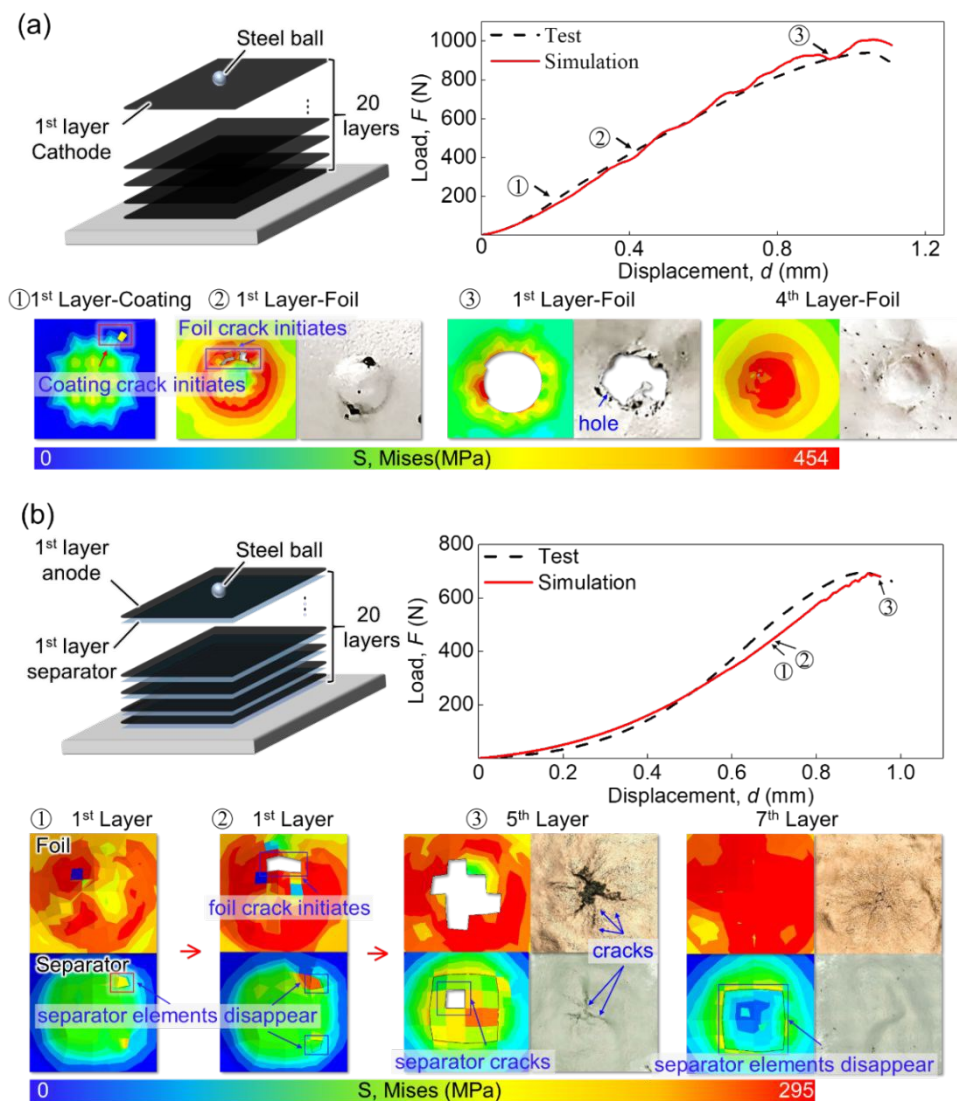 (a)
Steel ball
1st layer
Cathode
20
layers
Load, F (N)
1000
800
600
400
200
Test
Simulation
①
②
③
0
0.4
0.8
1.2
Displacement, d (mm)
① 1st Layer-Coating
② 1st Layer-Foil
③ 1st Layer-Foil
4th Layer-Foil
Coating crack initiates
Foil crack initiates
hole
0
S, Mises(MPa)
454
(b)
1st layer
anode
Steel ball
1st layer
separator
20
layers
Load, F (N)
800
600
400
200
Test
Simulation
①
②
③
0
0.2
0.4
0.6
0.8
1.0
Displacement, d (mm)
① 1st Layer
② 1st Layer
③ 5th Layer
7th Layer
Foil
foil crack initiates
cracks
Separator
separator elements disappear
separator cracks
separator elements disappear
0
S, Mises (MPa)
295